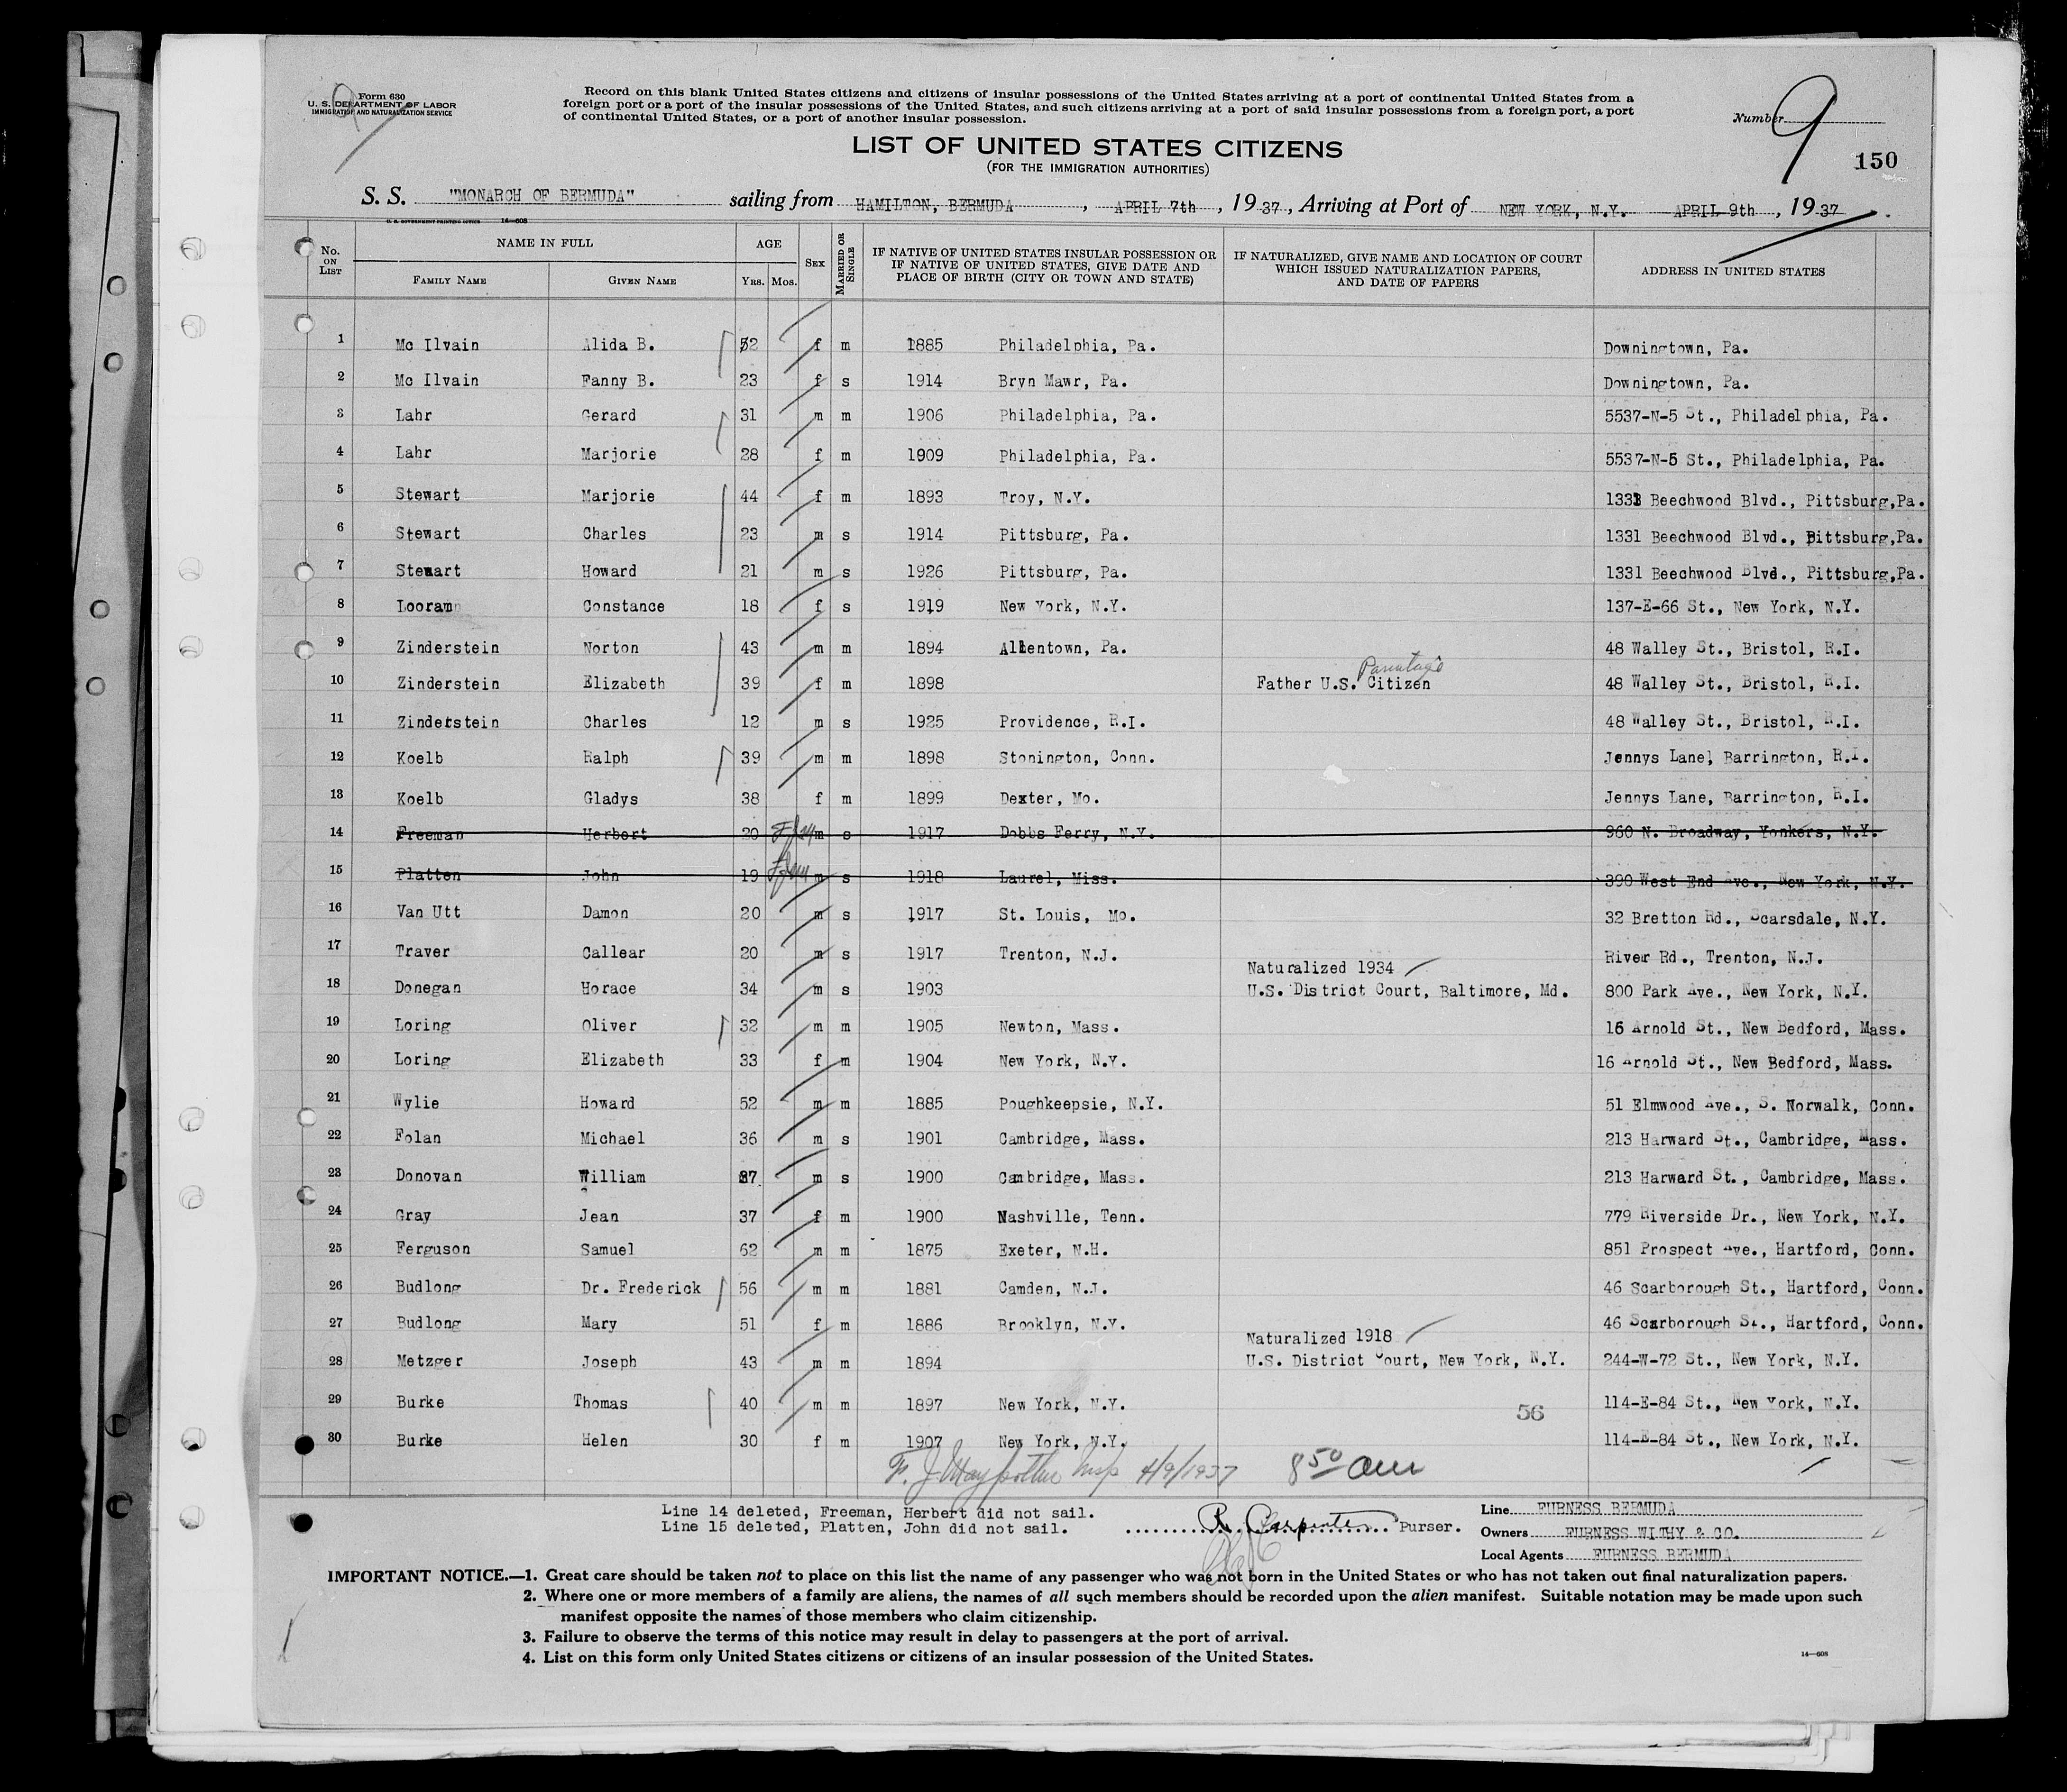 Form 630
U. S. DEPARTMENT OF LABOR
IMMIGRATION AND NATURALIZATION SERVICE
Record on this blank United States citizens and citizens of insular possessions of the United States arriving at a port of continental United States from a
foreign port or a port of the insular possessions of the United States, and such citizens arriving at a port of said insular possessions from a foreign port, a port
of continental United States, or a port of another insular possession.
Number 9
150
LIST OF UNITED STATES CITIZENS
(FOR THE IMMIGRATION AUTHORITIES)
S. S. "MONARCH OF BERMUDA" sailing from HAMILTON, BERMUDA, APRIL 7th, 1937, Arriving at Port of NEW YORK, N.Y. APRIL 9th, 1937.
U. S. GOVERNMENT PRINTING OFFICE 14—608
No. ON LIST NAME IN FULL FAMILY NAME GIVEN NAME AGE YRS. MOS. SEX MARRIED OR SINGLE IF NATIVE OF UNITED STATES INSULAR POSSESSION OR IF NATIVE OF UNITED STATES, GIVE DATE AND PLACE OF BIRTH (CITY OR TOWN AND STATE) IF NATURALIZED, GIVE NAME AND LOCATION OF COURT WHICH ISSUED NATURALIZATION PAPERS, AND DATE OF PAPERS ADDRESS IN UNITED STATES
1 Mc Ilvain Alida B. 52 f m 1885 Philadelphia, Pa. Downingtown, Pa.
2 Mc Ilvain Fanny B. 23 f s 1914 Bryn Mawr, Pa. Downingtown, Pa.
3 Lahr Gerard 31 m m 1906 Philadelphia, Pa. 5537-N-5 St., Philadelphia, Pa.
4 Lahr Marjorie 28 f m 1909 Philadelphia, Pa. 5537-N-5 St., Philadelphia, Pa.
5 Stewart Marjorie 44 f m 1893 Troy, N.Y. 1331 Beechwood Blvd., Pittsburg,Pa.
6 Stewart Charles 23 m s 1914 Pittsburg, Pa. 1331 Beechwood Blvd., Pittsburg,Pa.
7 Stewart Howard 21 m s 1926 Pittsburg, Pa. 1331 Beechwood Blvd., Pittsburg,Pa.
8 Looram Constance 18 f s 1919 New York, N.Y. 137-E-66 St., New York, N.Y.
9 Zinderstein Norton 43 m m 1894 Allentown, Pa. 48 Walley St., Bristol, R.I.
Parentage
10 Zinderstein Elizabeth 39 f m 1898 Father U.S. Citizen 48 Walley St., Bristol, R.I.
11 Zinderstein Charles 12 m s 1925 Providence, R.I. 48 Walley St., Bristol, R.I.
12 Koelb Ralph 39 m m 1898 Stonington, Conn. Jennys Lane, Barrington, R.I.
13 Koelb Gladys 38 f m 1899 Dexter, Mo. Jennys Lane, Barrington, R.I.
14 Freeman Herbert 20 m s 1917 Dobbs Ferry, N.Y. 960 N. Broadway, Yonkers, N.Y.
15 Platten John 19 m s 1918 Laurel, Miss. 390 West End Ave., New York, N.Y.
16 Van Utt Damon 20 m s 1917 St. Louis, Mo. 32 Bretton Rd., Scarsdale, N.Y.
17 Traver Callear 20 m s 1917 Trenton, N.J. River Rd., Trenton, N.J.
Naturalized 1934
18 Donegan Horace 34 m s 1903 U.S. District Court, Baltimore, Md. 800 Park Ave., New York, N.Y.
19 Loring Oliver 32 m m 1905 Newton, Mass. 16 Arnold St., New Bedford, Mass.
20 Loring Elizabeth 33 f m 1904 New York, N.Y. 16 Arnold St., New Bedford, Mass.
21 Wylie Howard 52 m m 1885 Poughkeepsie, N.Y. 51 Elmwood Ave., S. Norwalk, Conn.
22 Folan Michael 36 m s 1901 Cambridge, Mass. 213 Harward St., Cambridge, Mass.
23 Donovan William 37 m s 1900 Cambridge, Mass. 213 Harward St., Cambridge, Mass.
24 Gray Jean 37 f m 1900 Nashville, Tenn. 779 Riverside Dr., New York, N.Y.
25 Ferguson Samuel 62 m m 1875 Exeter, N.H. 851 Prospect Ave., Hartford, Conn.
26 Budlong Dr. Frederick 56 m m 1881 Camden, N.J. 46 Scarborough St., Hartford, Conn.
27 Budlong Mary 51 f m 1886 Brooklyn, N.Y. 46 Scarborough St., Hartford, Conn.
Naturalized 1918
28 Metzger Joseph 43 m m 1894 U.S. District Court, New York, N.Y. 244-W-72 St., New York, N.Y.
29 Burke Thomas 40 m m 1897 New York, N.Y. 114-E-84 St., New York, N.Y.
56
30 Burke Helen 30 f m 1907 New York, N.Y. 114-E-84 St., New York, N.Y.
F. J. Insp 4/9/1937 8 50 am
Line 14 deleted, Freeman, Herbert did not sail.
Line 15 deleted, Platten, John did not sail.
R. Carpenter Purser.
Line FURNESS BERMUDA
Owners FURNESS WITHY & CO.
Local Agents FURNESS BERMUDA
IMPORTANT NOTICE.—1. Great care should be taken not to place on this list the name of any passenger who was not born in the United States or who has not taken out final naturalization papers.
2. Where one or more members of a family are aliens, the names of all such members should be recorded upon the alien manifest. Suitable notation may be made upon such
manifest opposite the names of those members who claim citizenship.
3. Failure to observe the terms of this notice may result in delay to passengers at the port of arrival.
4. List on this form only United States citizens or citizens of an insular possession of the United States.
14—608